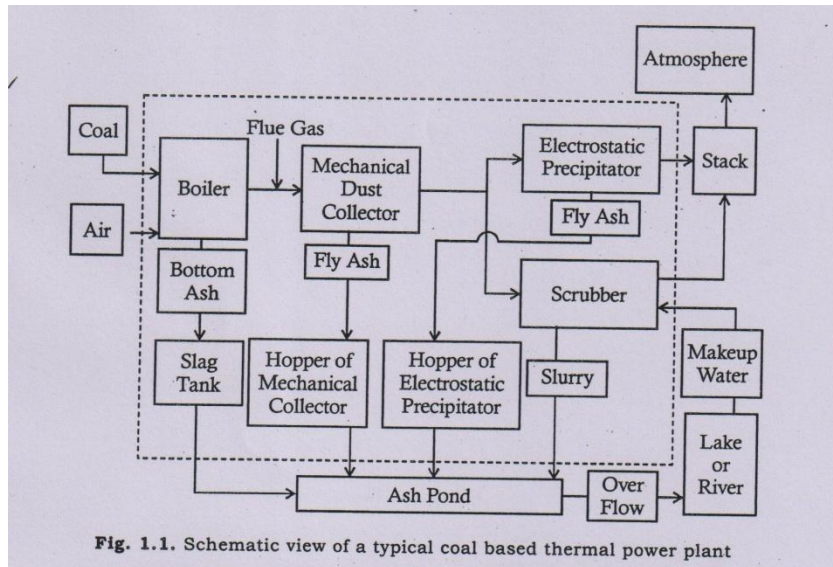 Atmosphere
Coal
Flue Gas
Boiler
Mechanical
Dust
Collector
Electrostatic
Precipitator
Stack
Air
Fly Ash
Fly Ash
Bottom
Ash
Scrubber
Slag
Tank
Hopper of
Mechanical
Collector
Hopper of
Electrostatic
Precipitator
Slurry
Makeup
Water
Lake
or
River
Ash Pond
Over
Flow
Fig. 1.1. Schematic view of a typical coal based thermal power plant